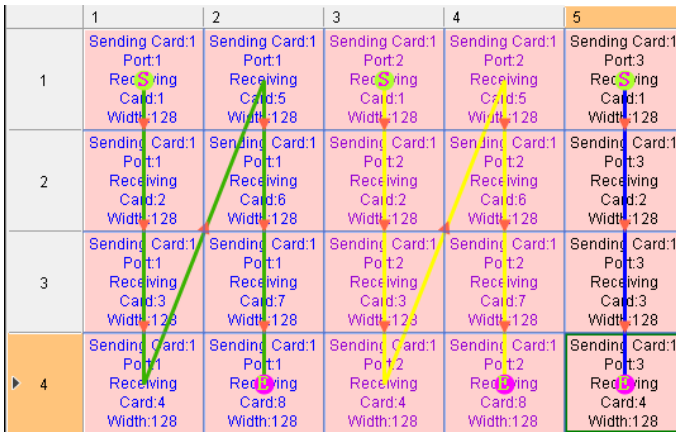 1 2 3 4 5
1
Sending Card:1
Port:1
Receiving
S
Card:1
Width:128
Sending Card:1
Port:1
Receiving
Card:5
Width:128
Sending Card:1
Port:2
Receiving
S
Card:1
Width:128
Sending Card:1
Port:2
Receiving
Card:5
Width:128
Sending Card:1
Port:3
Receiving
S
Card:1
Width:128
2
Sending Card:1
Port:1
Receiving
Card:2
Width:128
Sending Card:1
Port:1
Receiving
Card:6
Width:128
Sending Card:1
Port:2
Receiving
Card:2
Width:128
Sending Card:1
Port:2
Receiving
Card:6
Width:128
Sending Card:1
Port:3
Receiving
Card:2
Width:128
3
Sending Card:1
Port:1
Receiving
Card:3
Width:128
Sending Card:1
Port:1
Receiving
Card:7
Width:128
Sending Card:1
Port:2
Receiving
Card:3
Width:128
Sending Card:1
Port:2
Receiving
Card:7
Width:128
Sending Card:1
Port:3
Receiving
Card:3
Width:128
4
Sending Card:1
Port:1
Receiving
Card:4
Width:128
Sending Card:1
Port:1
Receiving
E
Card:8
Width:128
Sending Card:1
Port:2
Receiving
Card:4
Width:128
Sending Card:1
Port:2
Receiving
E
Card:8
Width:128
Sending Card:1
Port:3
Receiving
E
Card:4
Width:128